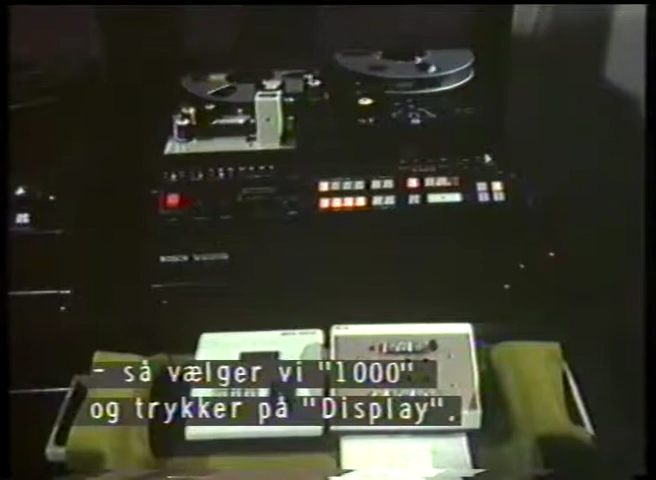 - så vælger vi "1000"
og trykker på "Display".